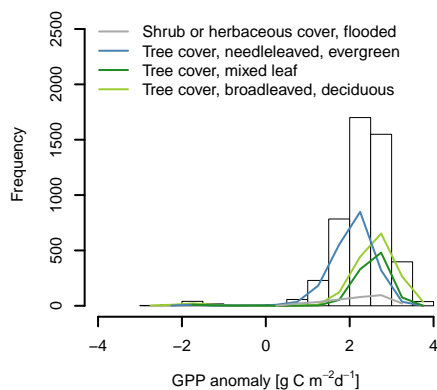 2500
2000
1500
1000
500
0
Frequency
Shrub or herbaceous cover, flooded
Tree cover, needleleaved, evergreen
Tree cover, mixed leaf
Tree cover, broadleaved, deciduous
−4 −2 0 2 4
GPP anomaly [g C m⁻²d⁻¹]